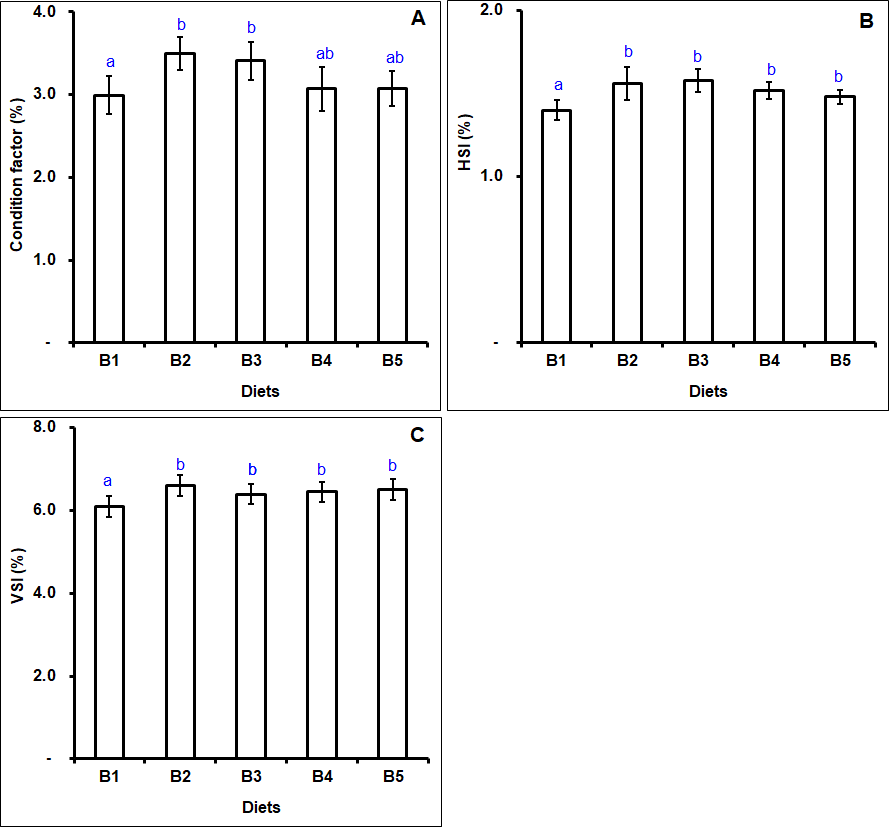 A
Condition factor (%)
4.0
3.0
2.0
1.0
-
a
b
b
ab
ab
B1
B2
B3
B4
B5
Diets
B
HSI (%)
2.0
1.0
-
a
b
b
b
b
B1
B2
B3
B4
B5
Diets
C
VSI (%)
8.0
6.0
4.0
2.0
-
a
b
b
b
b
B1
B2
B3
B4
B5
Diets